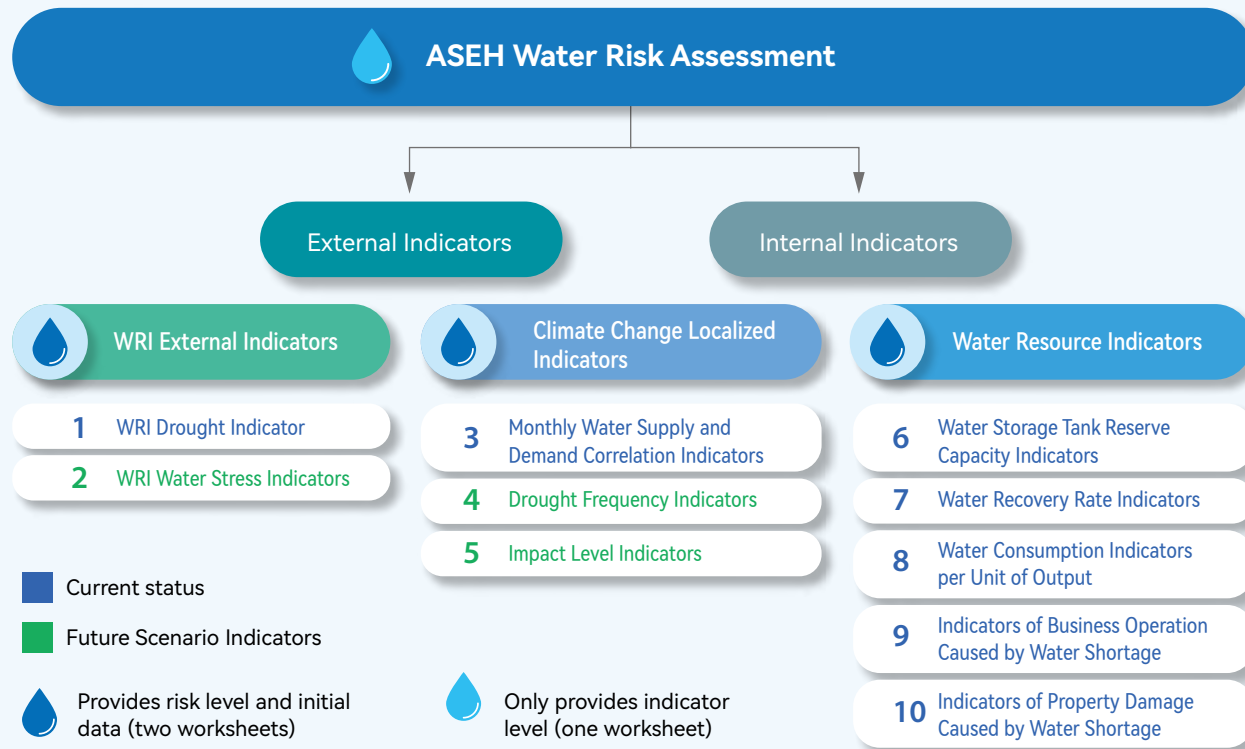 ASEH Water Risk Assessment
External Indicators
Internal Indicators
WRI External Indicators
1 WRI Drought Indicator
2 WRI Water Stress Indicators
Climate Change Localized
Indicators
3 Monthly Water Supply and
Demand Correlation Indicators
4 Drought Frequency Indicators
5 Impact Level Indicators
Water Resource Indicators
6 Water Storage Tank Reserve
Capacity Indicators
7 Water Recovery Rate Indicators
8 Water Consumption Indicators
per Unit of Output
9 Indicators of Business Operation
Caused by Water Shortage
10 Indicators of Property Damage
Caused by Water Shortage
Current status
Future Scenario Indicators
Provides risk level and initial
data (two worksheets)
Only provides indicator
level (one worksheet)